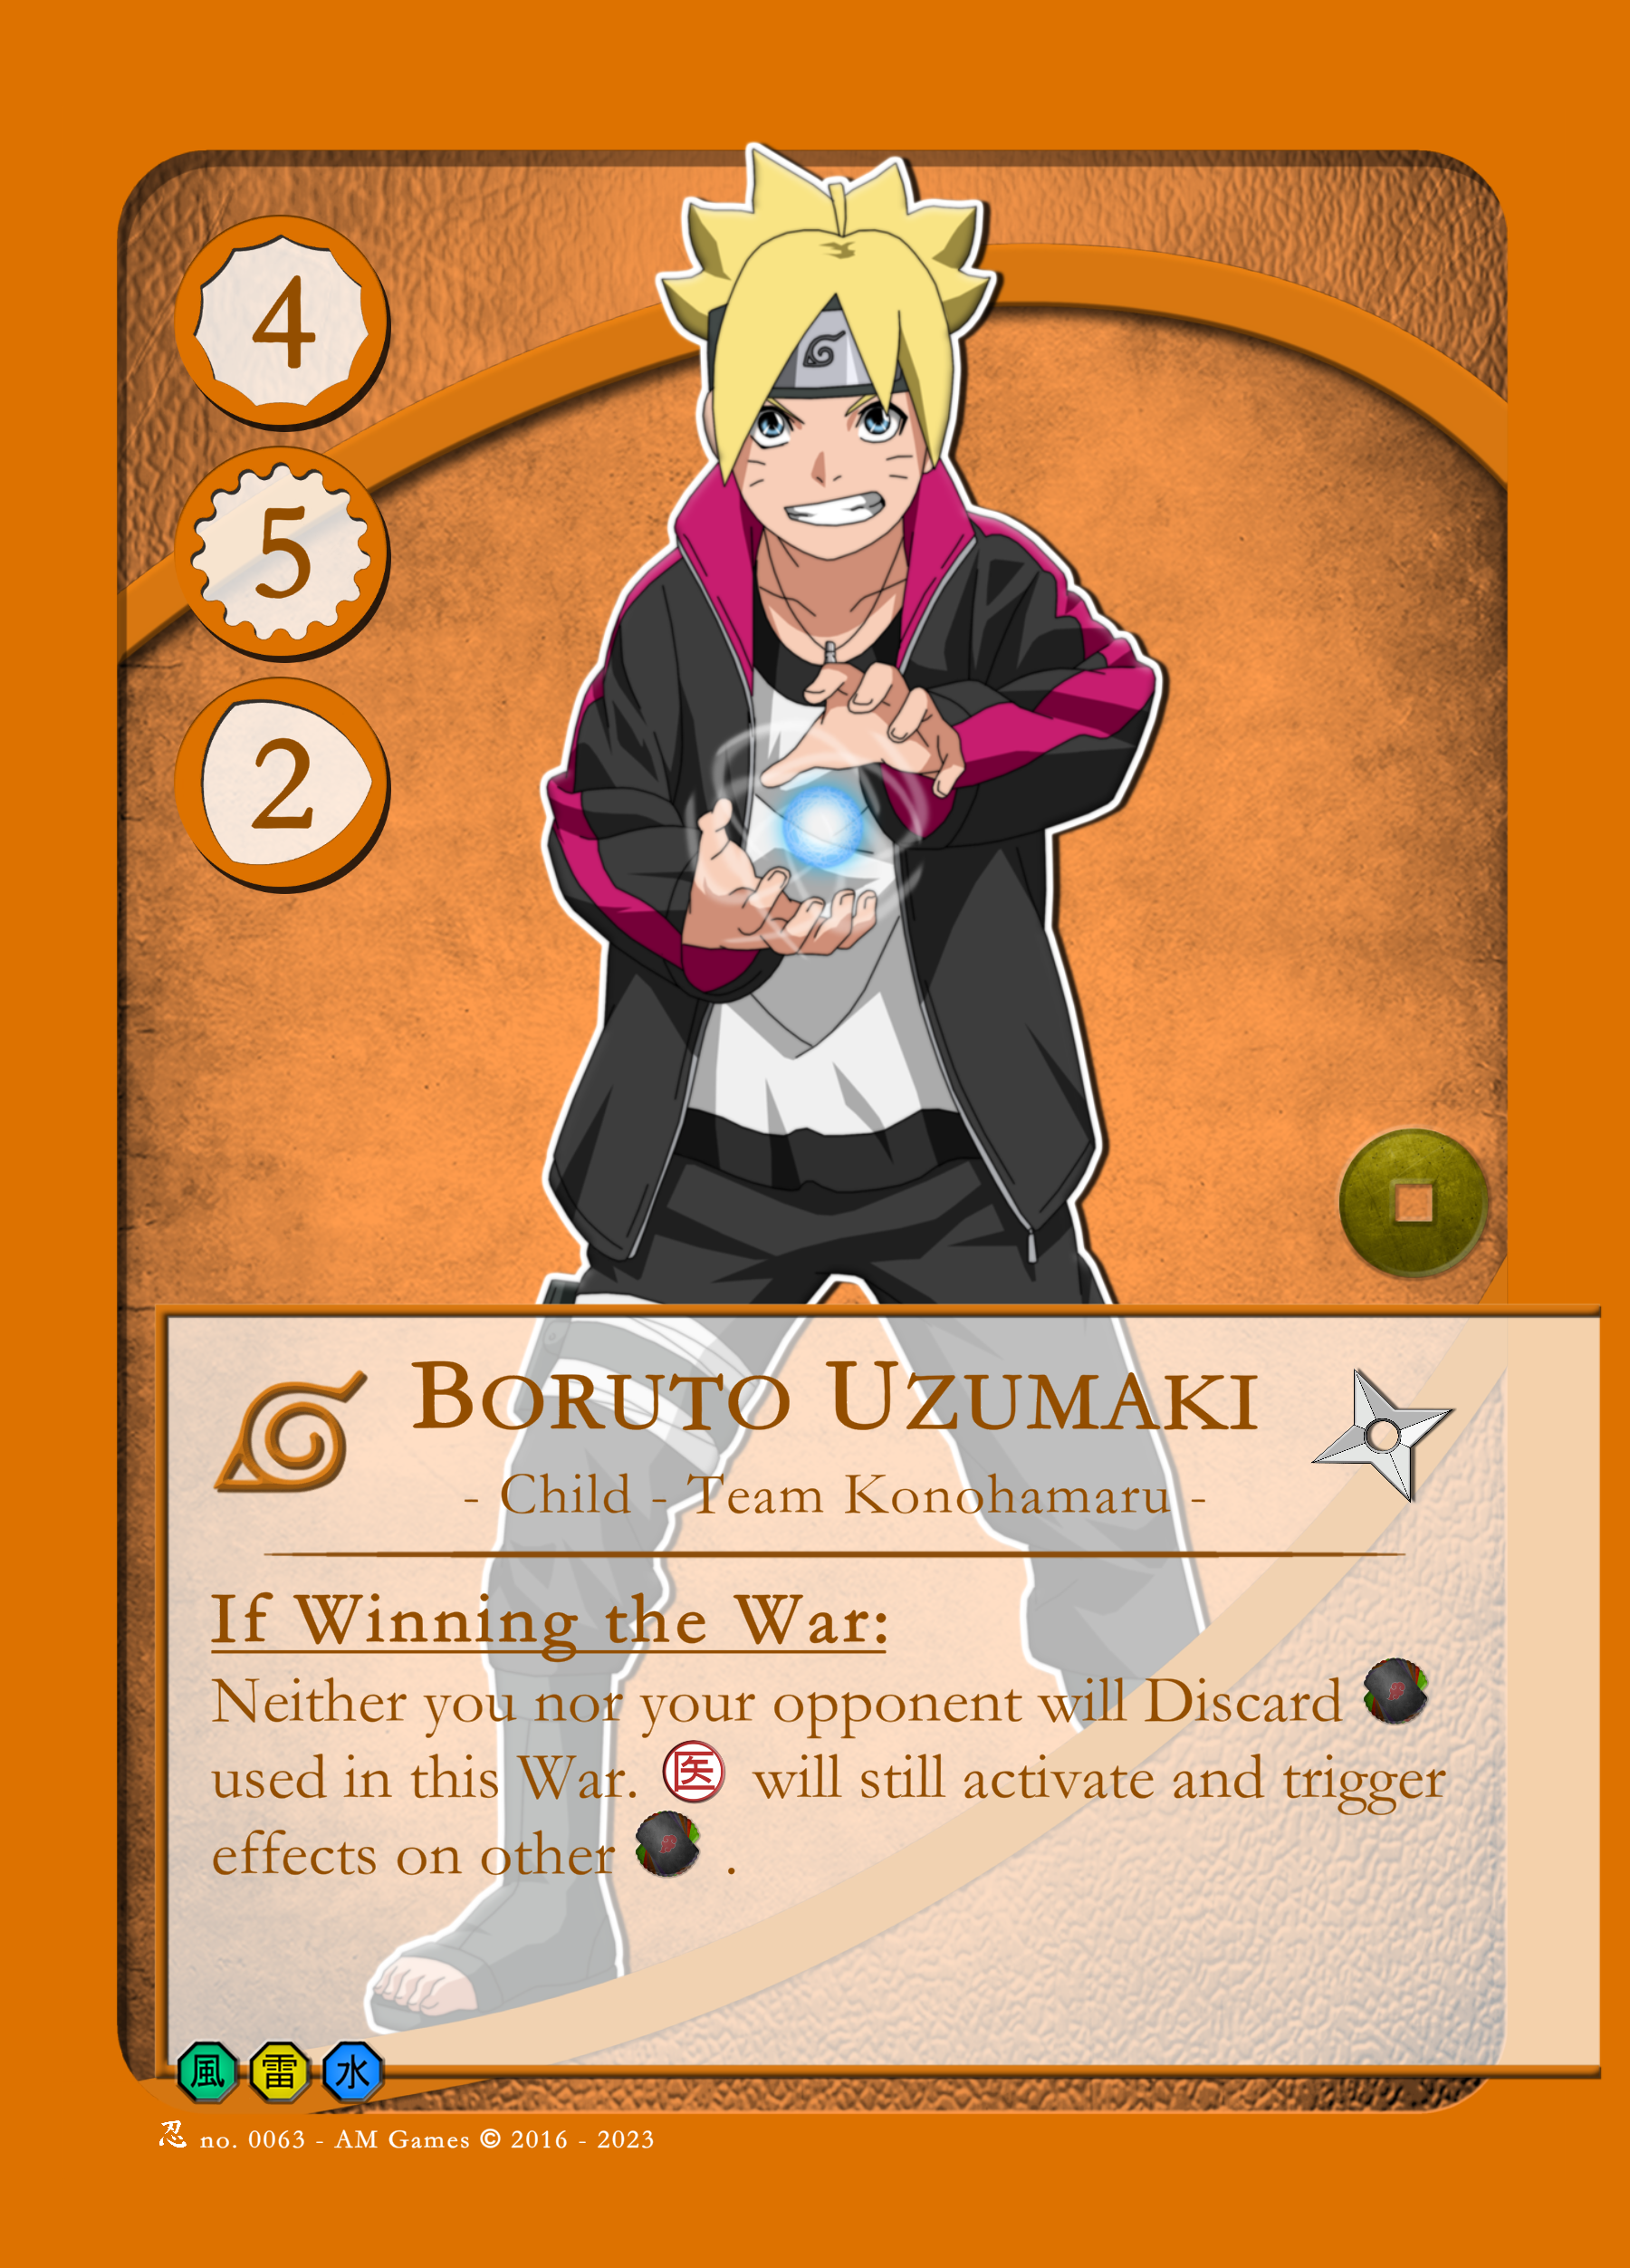 4
5
2
Boruto Uzumaki
- Child - Team Konohamaru -
If Winning the War:
Neither you nor your opponent will Discard
used in this War. 医 will still activate and trigger
effects on other .
風 雷 水
忍 no. 0063 - AM Games © 2016 - 2023